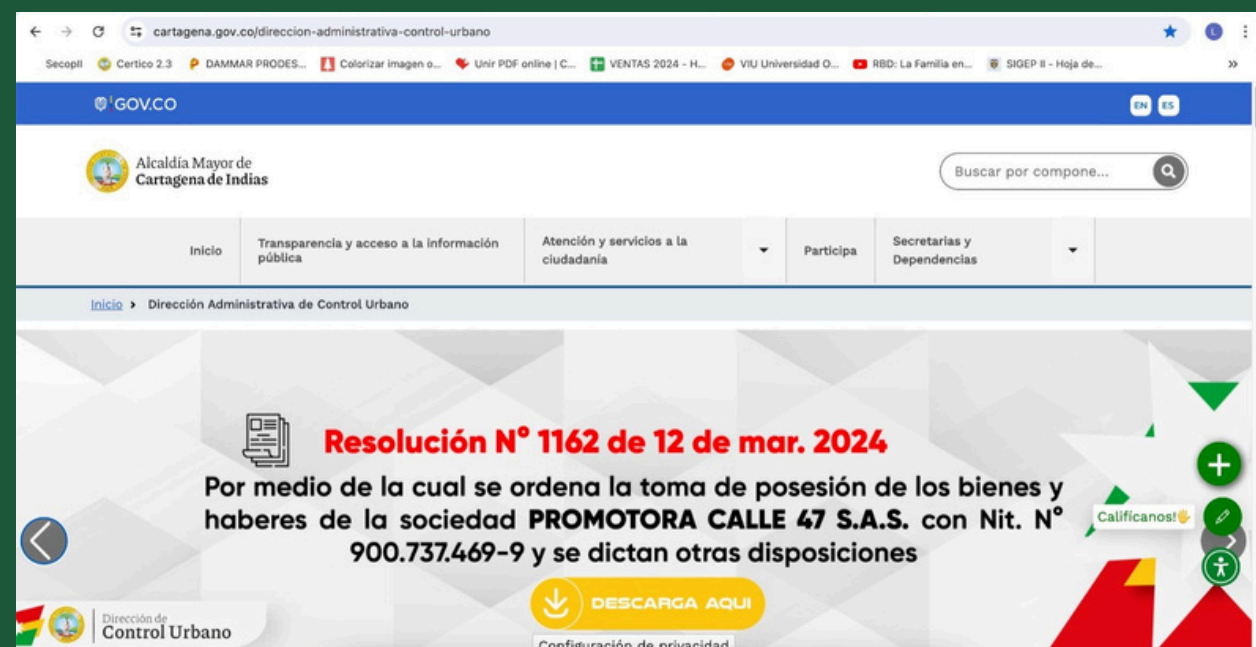 cartagena.gov.co/direccion-administrativa-control-urbano
SecopII Certico 2.3 DAMMAR PRODES... Colorizar imagen o... Unir PDF online | C... VENTAS 2024 - H... VIU Universidad O... RBD: La Familia en... SIGEP II - Hoja de... »
GOV.CO EN ES
Alcaldía Mayor de
Cartagena de Indias
Buscar por compone...
Inicio
Transparencia y acceso a la información
pública
Atención y servicios a la
ciudadanía
Participa
Secretarias y
Dependencias
Inicio > Dirección Administrativa de Control Urbano
Resolución N° 1162 de 12 de mar. 2024
Por medio de la cual se ordena la toma de posesión de los bienes y
haberes de la sociedad PROMOTORA CALLE 47 S.A.S. con Nit. N°
900.737.469-9 y se dictan otras disposiciones
Calificanos!
DESCARGA AQUI
Dirección de
Control Urbano
Configuración de privacidad